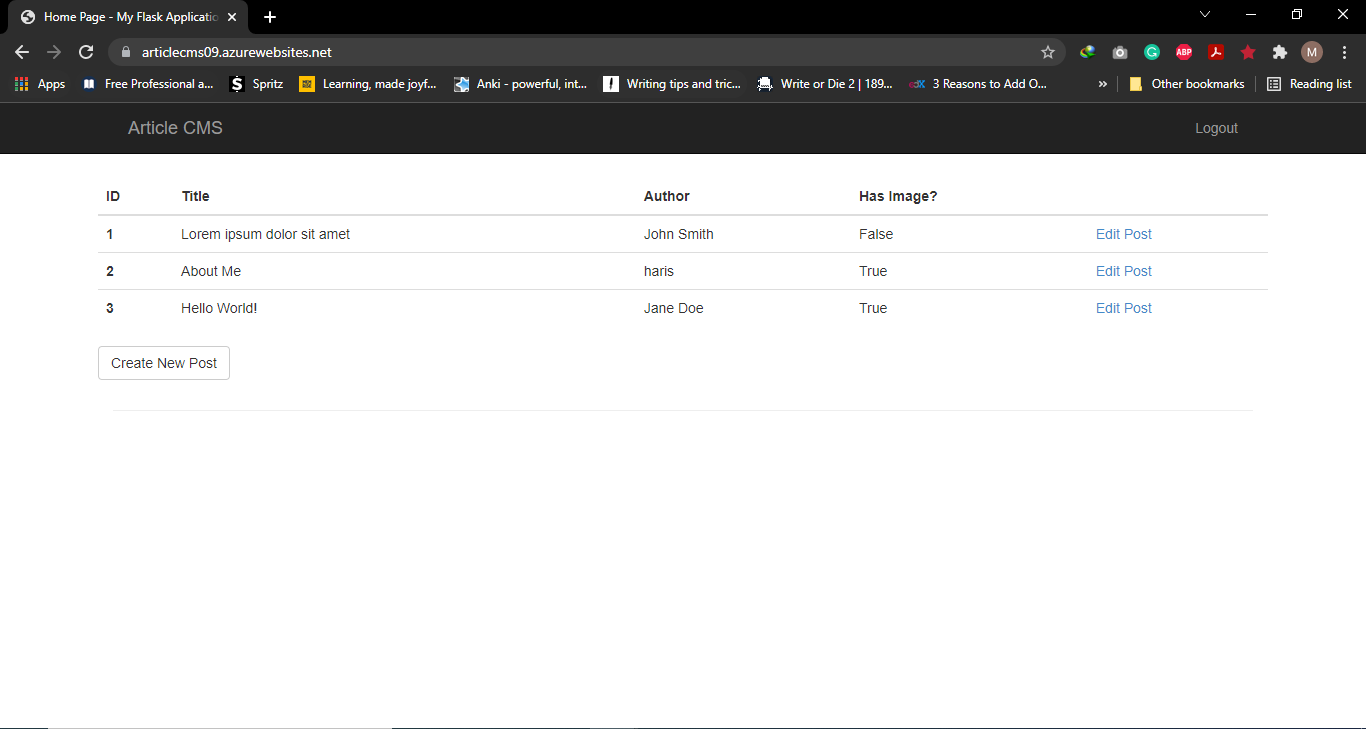 Home Page - My Flask Applicatio
articlecms09.azurewebsites.net
ABP
M
Apps Free Professional a... Spritz Learning, made joyf... Anki - powerful, int... Writing tips and tric... Write or Die 2 | 189... edX 3 Reasons to Add O... » Other bookmarks Reading list
Article CMS Logout
ID Title Author Has Image?
1 Lorem ipsum dolor sit amet John Smith False Edit Post
2 About Me haris True Edit Post
3 Hello World! Jane Doe True Edit Post
Create New Post